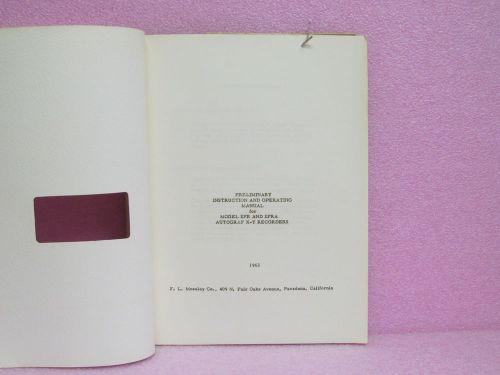 PRELIMINARY
INSTRUCTION AND OPERATING
MANUAL
for
MODEL 2FR AND 2FRA
AUTOGRAF X-Y RECORDERS
1963
F. L. Moseley Co., 409 N. Fair Oaks Avenue, Pasadena, California